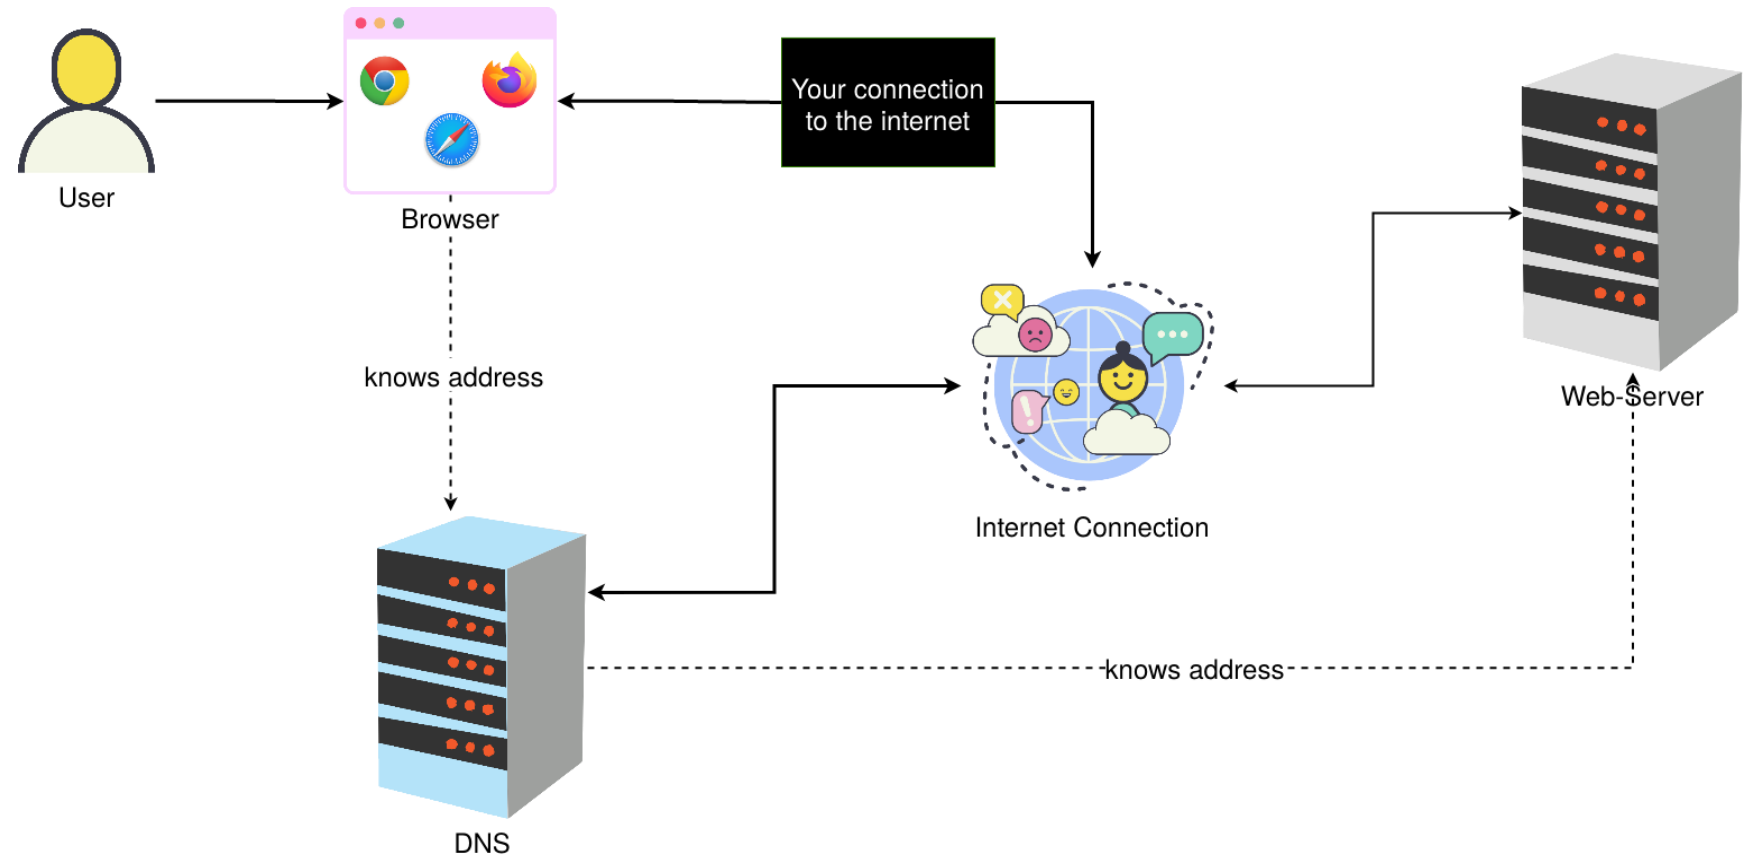 Your connection
to the internet
User
Browser
knows address
Web-Server
Internet Connection
knows address
DNS